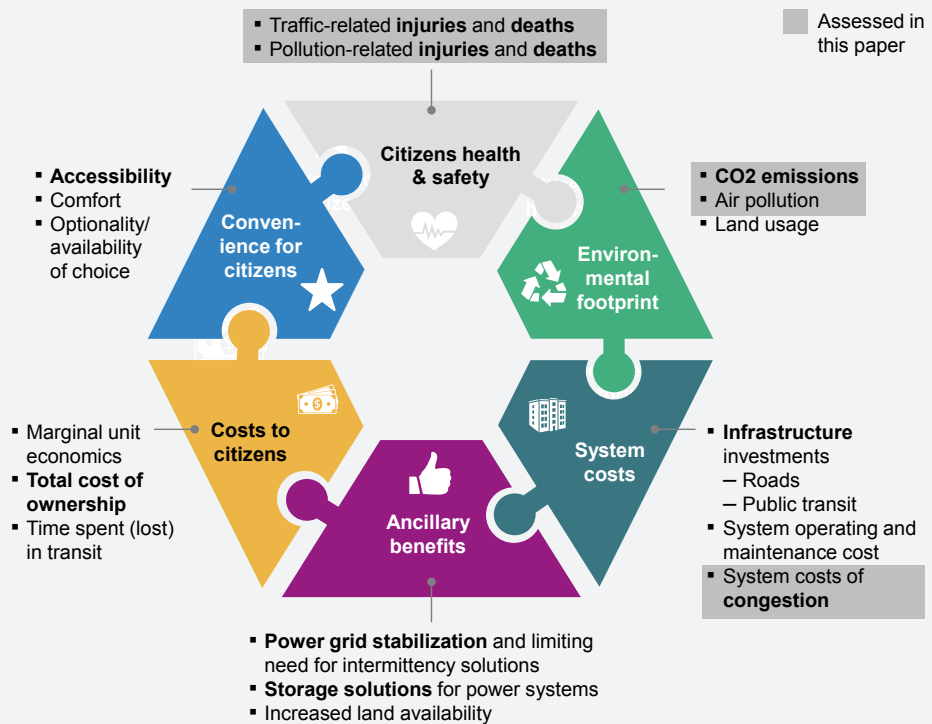 ▪ Traffic-related injuries and deaths
▪ Pollution-related injuries and deaths
Assessed in
this paper
Citizens health
& safety
▪ Accessibility
▪ Comfort
▪ Optionality/
availability
of choice
Conven-
ience for
citizens
▪ CO2 emissions
▪ Air pollution
▪ Land usage
Environ-
mental
footprint
▪ Marginal unit
economics
▪ Total cost of
ownership
▪ Time spent (lost)
in transit
Costs to
citizens
System
costs
▪ Infrastructure
investments
– Roads
– Public transit
▪ System operating and
maintenance cost
▪ System costs of
congestion
Ancillary
benefits
▪ Power grid stabilization and limiting
need for intermittency solutions
▪ Storage solutions for power systems
▪ Increased land availability